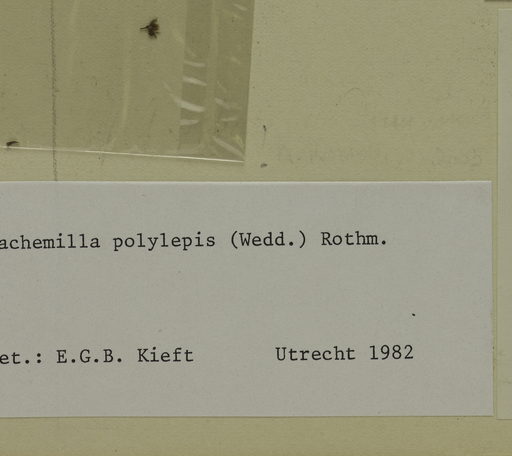 achemilla polylepis (Wedd.) Rothm.
et.: E.G.B. Kieft Utrecht 1982